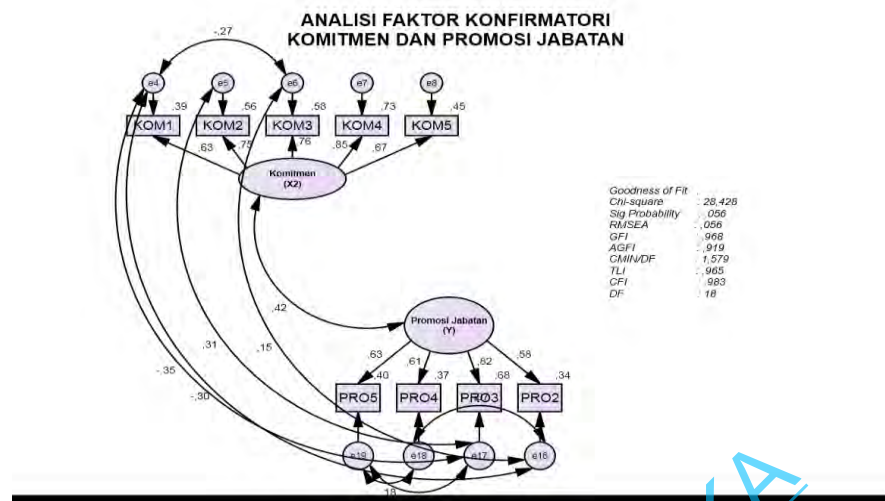 ANALISI FAKTOR KONFIRMATORI
KOMITMEN DAN PROMOSI JABATAN
-,27
e4 e5 e6 e7 e8
,39 ,56 ,58 ,73 ,45
KOM1 KOM2 KOM3 KOM4 KOM5
,63 ,75 ,76 ,85 ,67
Komitmen
(X2)
Goodness of Fit :
Chi-square : 28,428
Sig Probability : ,056
RMSEA : ,056
GFI : ,968
AGFI : ,919
CMIN/DF : 1,579
TLI : ,965
CFI : ,983
DF : 18
,42
Promosi Jabatan
(Y)
,31 ,15
,63 ,61 ,82 ,58
-,35
-,30
,40 ,37 ,68 ,34
PRO5 PRO4 PRO3 PRO2
e19 e18 e17 e16
,18